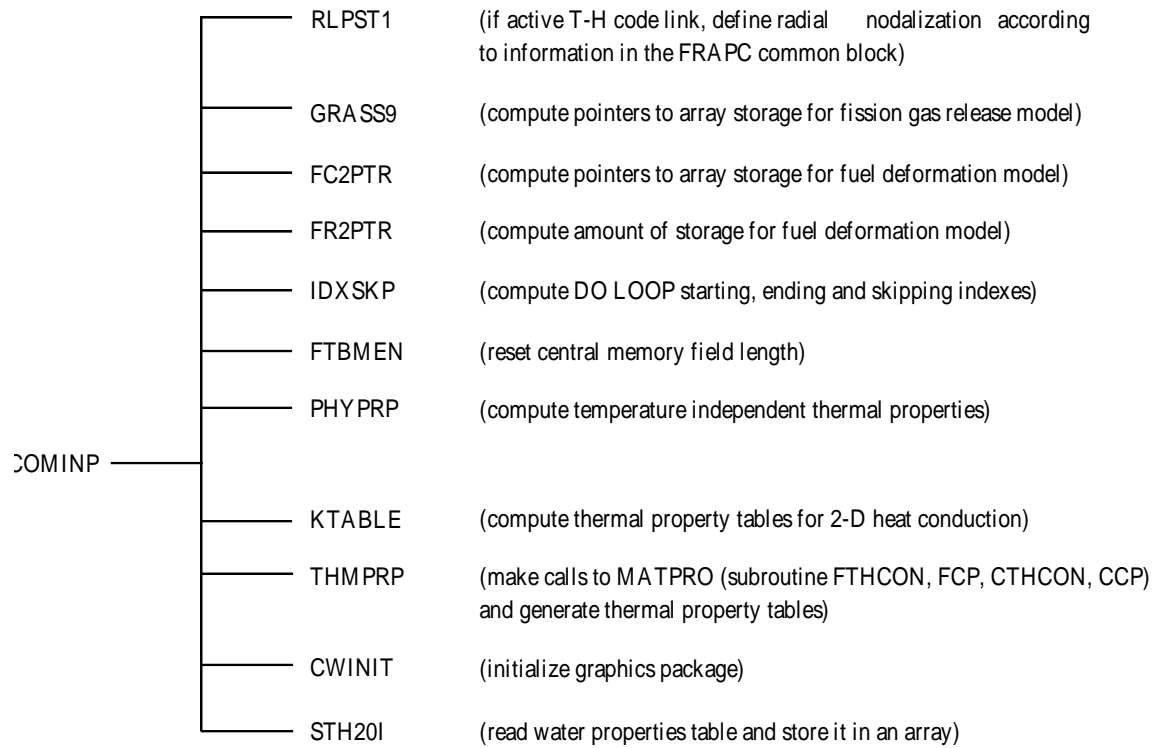 RLPST1 (if active T-H code link, define radial nodalization according
to information in the FRAPC common block)
GRASS9 (compute pointers to array storage for fission gas release model)
FC2PTR (compute pointers to array storage for fuel deformation model)
FR2PTR (compute amount of storage for fuel deformation model)
IDXSKP (compute DO LOOP starting, ending and skipping indexes)
FTBMEN (reset central memory field length)
PHYPRP (compute temperature independent thermal properties)
COMINP
KTABLE (compute thermal property tables for 2-D heat conduction)
THMPRP (make calls to MATPRO (subroutine FTHCON, FCP, CTHCON, CCP)
and generate thermal property tables)
CWINIT (initialize graphics package)
STH20I (read water properties table and store it in an array)